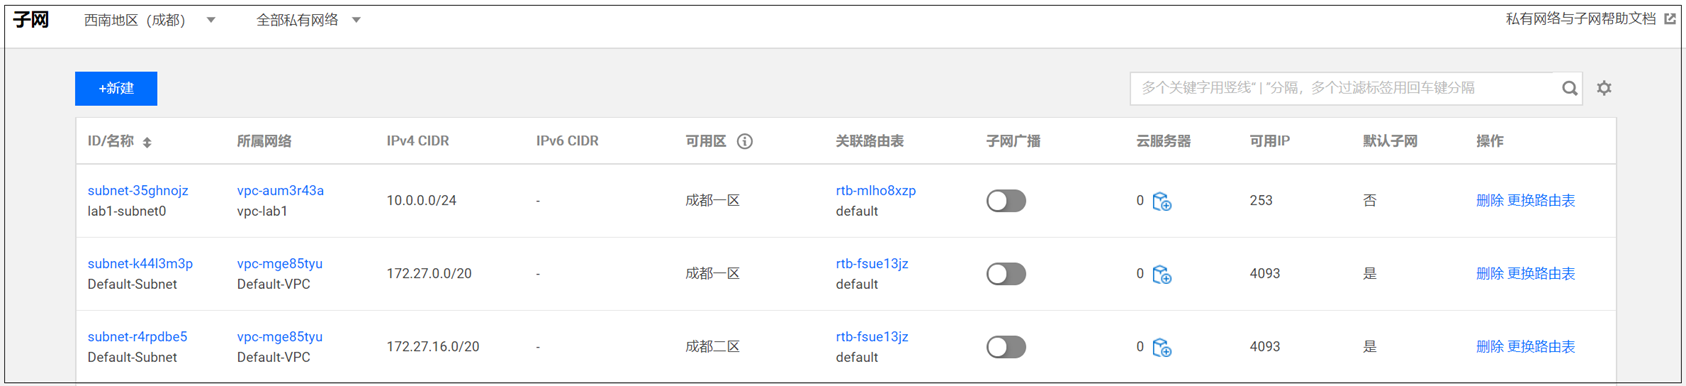 子网 西南地区（成都） 全部私有网络 私有网络与子网帮助文档
+新建 多个关键字用竖线" | "分隔，多个过滤标签用回车键分隔
ID/名称 所属网络 IPv4 CIDR IPv6 CIDR 可用区 关联路由表 子网广播 云服务器 可用IP 默认子网 操作
subnet-35ghnojz vpc-aum3r43a rtb-mlho8xzp
lab1-subnet0 vpc-lab1 10.0.0.0/24 - 成都一区 default 0 253 否 删除 更换路由表
subnet-k44l3m3p vpc-mge85tyu rtb-fsue13jz
Default-Subnet Default-VPC 172.27.0.0/20 - 成都一区 default 0 4093 是 删除 更换路由表
subnet-r4rpdbe5 vpc-mge85tyu rtb-fsue13jz
Default-Subnet Default-VPC 172.27.16.0/20 - 成都二区 default 0 4093 是 删除 更换路由表